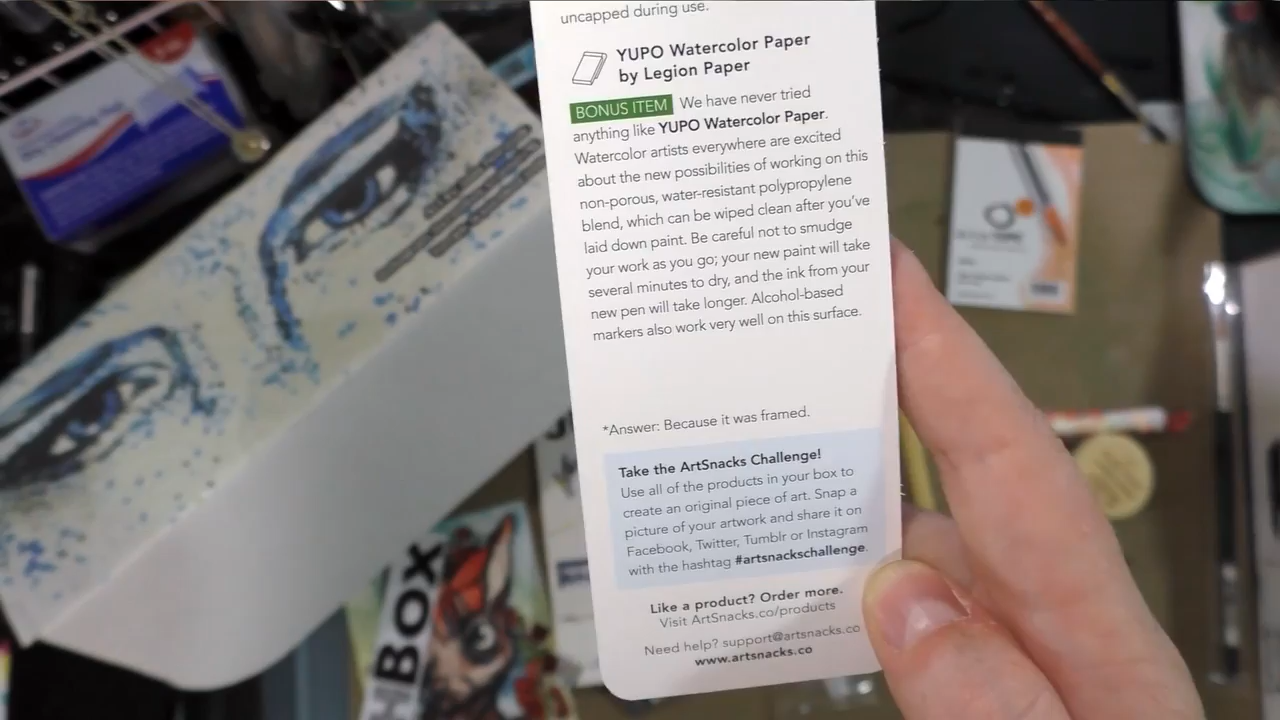 uncapped during use.
YUPO Watercolor Paper
by Legion Paper
BONUS ITEM We have never tried
anything like YUPO Watercolor Paper.
Watercolor artists everywhere are excited
about the new possibilities of working on this
non-porous, water-resistant polypropylene
blend, which can be wiped clean after you've
laid down paint. Be careful not to smudge
your work as you go; your new paint will take
several minutes to dry, and the ink from your
new pen will take longer. Alcohol-based
markers also work very well on this surface.
*Answer: Because it was framed.
Take the ArtSnacks Challenge!
Use all of the products in your box to
create an original piece of art. Snap a
picture of your artwork and share it on
Facebook, Twitter, Tumblr or Instagram
with the hashtag #artsnackschallenge.
Like a product? Order more.
Visit ArtSnacks.co/products
Need help? support@artsnacks.co
www.artsnacks.co
BOX